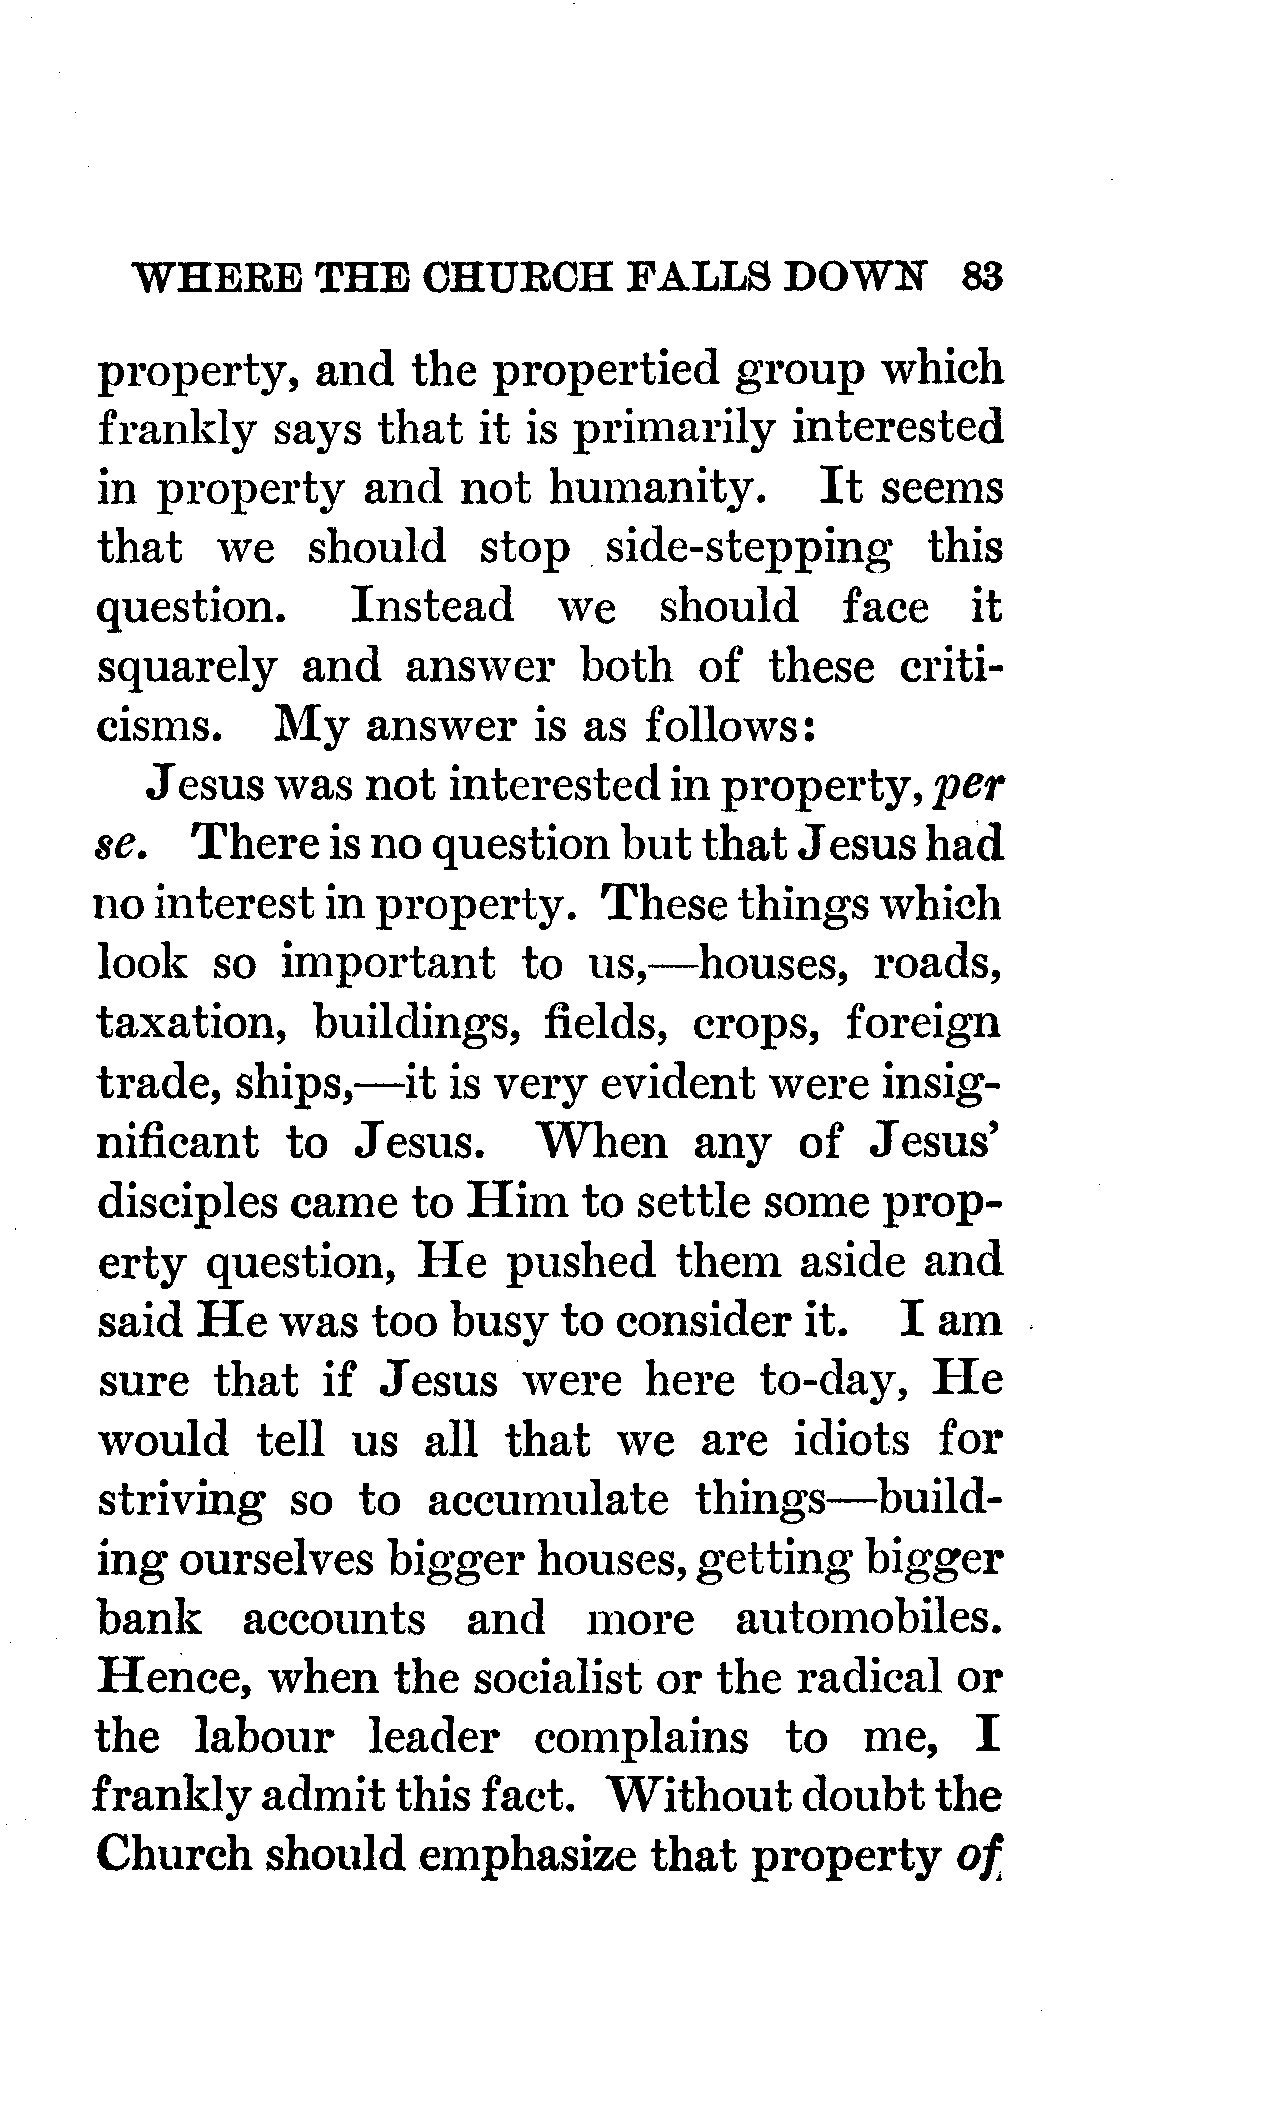 WHERE THE CHURCH FALLS DOWN 83
property, and the propertied group which
frankly says that it is primarily interested
in property and not humanity. It seems
that we should stop side-stepping this
question. Instead we should face it
squarely and answer both of these criti-
cisms. My answer is as follows:
Jesus was not interested in property, per
se. There is no question but that Jesus had
no interest in property. These things which
look so important to us,—houses, roads,
taxation, buildings, fields, crops, foreign
trade, ships,—it is very evident were insig-
nificant to Jesus. When any of Jesus'
disciples came to Him to settle some prop-
erty question, He pushed them aside and
said He was too busy to consider it. I am
sure that if Jesus were here to-day, He
would tell us all that we are idiots for
striving so to accumulate things—build-
ing ourselves bigger houses, getting bigger
bank accounts and more automobiles.
Hence, when the socialist or the radical or
the labour leader complains to me, I
frankly admit this fact. Without doubt the
Church should emphasize that property of